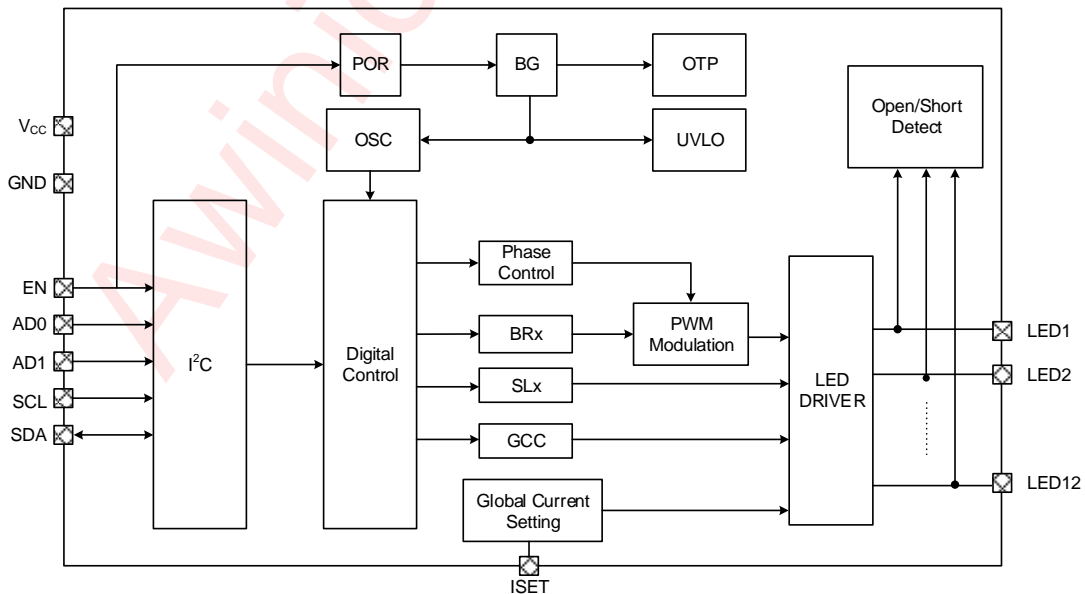 Awinic
POR
BG
OTP
Open/Short
Detect
VCC
OSC
UVLO
GND
EN
AD0
AD1
SCL
SDA
I²C
Digital
Control
Phase
Control
BRx
PWM
Modulation
SLx
GCC
Global Current
Setting
ISET
LED
DRIVER
LED1
LED2
LED12